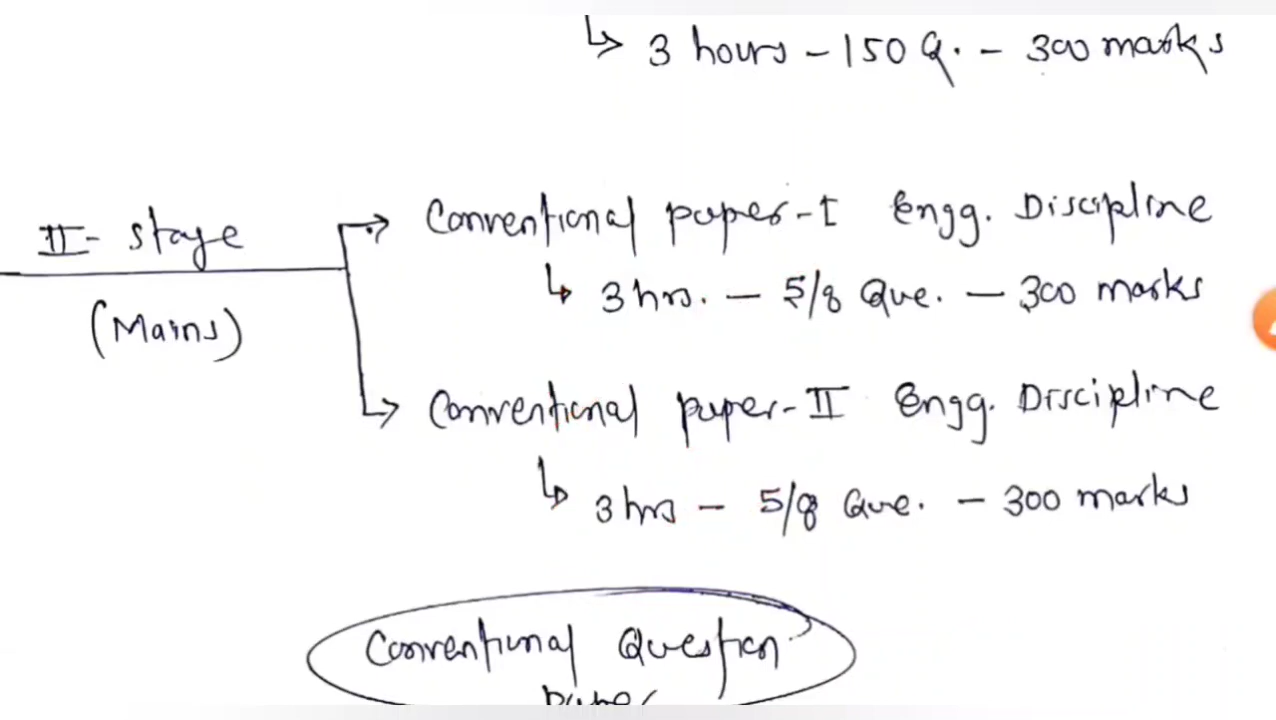 ↳ 3 hours - 150 Q. - 300 marks
II - stage
(Mains)
→ Conventional paper-I Engg. Discipline
↳ 3 hrs. - 5/8 Que. - 300 marks
→ Conventional paper-II Engg. Discipline
↳ 3 hrs - 5/8 Que. - 300 marks
Conventional Question
paper